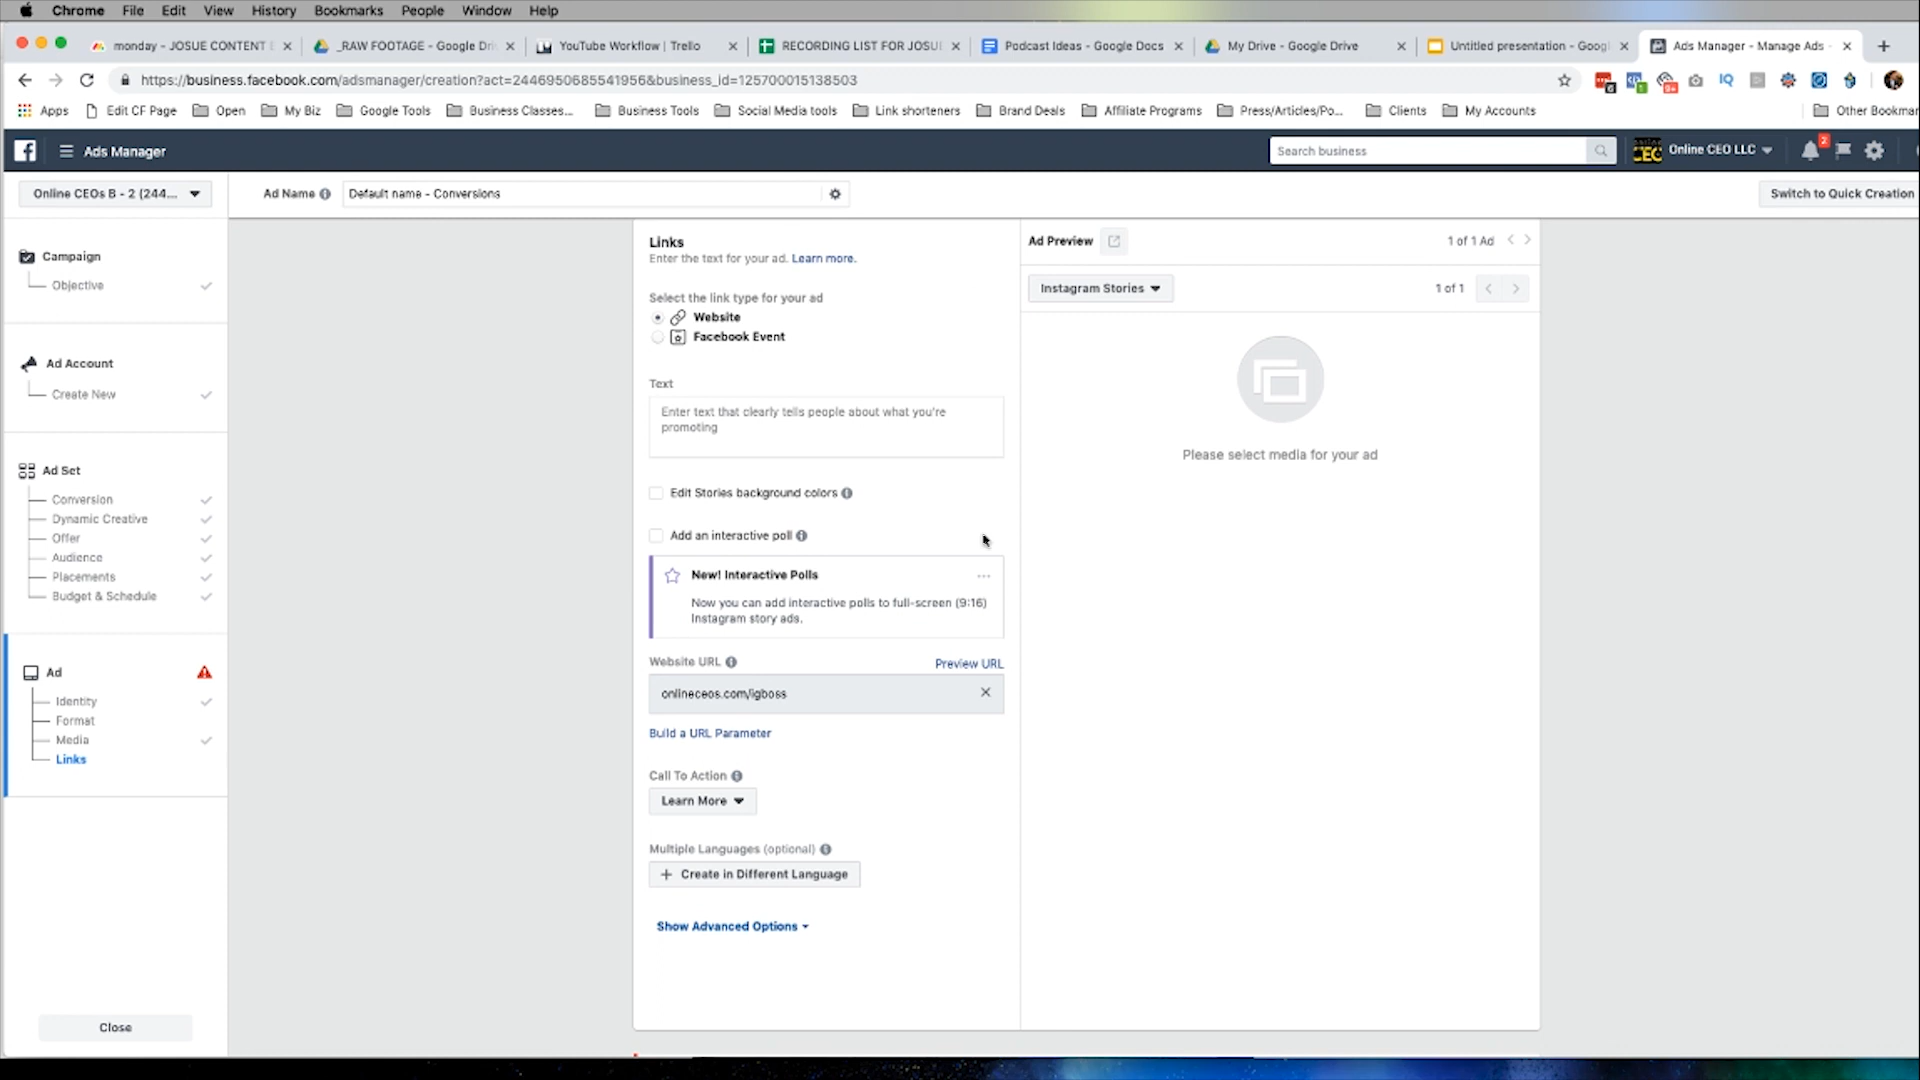 Chrome File Edit View History Bookmarks People Window Help
monday - JOSUE CONTENT
_RAW FOOTAGE - Google Dri
YouTube Workflow | Trello
RECORDING LIST FOR JOSU
Podcast Ideas - Google Docs
My Drive - Google Drive
Untitled presentation - Googl
Ads Manager - Manage Ads -
https://business.facebook.com/adsmanager/creation?act=2446950685541956&business_id=125700015138503
IQ
Apps Edit CF Page Open My Biz Google Tools Business Classes... Business Tools Social Media tools Link shorteners Brand Deals Affiliate Programs Press/Articles/Po... Clients My Accounts Other Bookmar
Ads Manager
Search business
CEO
Online CEO LLC
2
Online CEOs B - 2 (244...
Ad Name
Default name - Conversions
Switch to Quick Creation
Campaign
Objective
Ad Account
Create New
Ad Set
Conversion
Dynamic Creative
Offer
Audience
Placements
Budget & Schedule
Ad
Identity
Format
Media
Links
Close
Links
Enter the text for your ad. Learn more.
Select the link type for your ad
Website
Facebook Event
Text
Enter text that clearly tells people about what you're
promoting
Edit Stories background colors
Add an interactive poll
New! Interactive Polls
Now you can add interactive polls to full-screen (9:16)
Instagram story ads.
Website URL
Preview URL
onlineceos.com/igboss
Build a URL Parameter
Call To Action
Learn More
Multiple Languages (optional)
+ Create in Different Language
Show Advanced Options
Ad Preview
1 of 1 Ad
Instagram Stories
1 of 1
Please select media for your ad